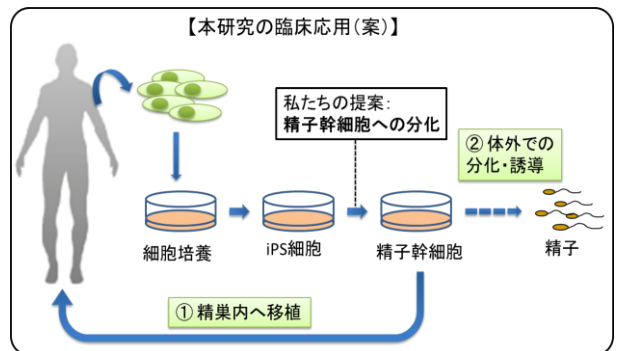 【本研究の臨床応用(案)】
私たちの提案:
精子幹細胞への分化
② 体外での
分化・誘導
細胞培養
iPS細胞
精子幹細胞
精子
① 精巣内へ移植